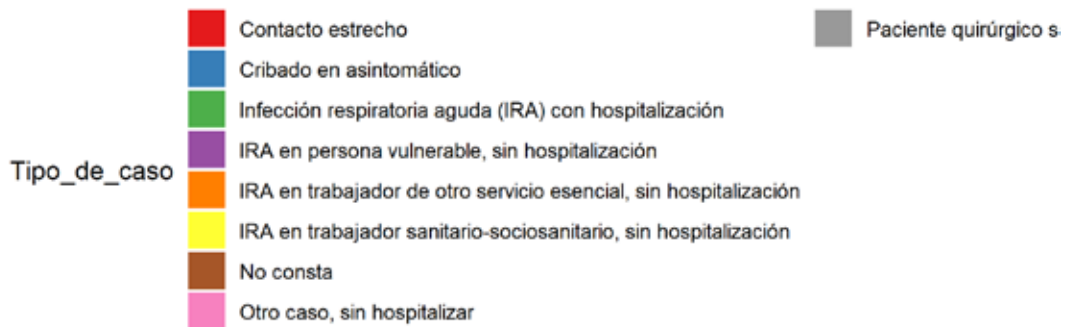 Contacto estrecho
Cribado en asintomático
Infección respiratoria aguda (IRA) con hospitalización
IRA en persona vulnerable, sin hospitalización
Tipo_de_caso
IRA en trabajador de otro servicio esencial, sin hospitalización
IRA en trabajador sanitario-sociosanitario, sin hospitalización
No consta
Otro caso, sin hospitalizar
Paciente quirúrgico